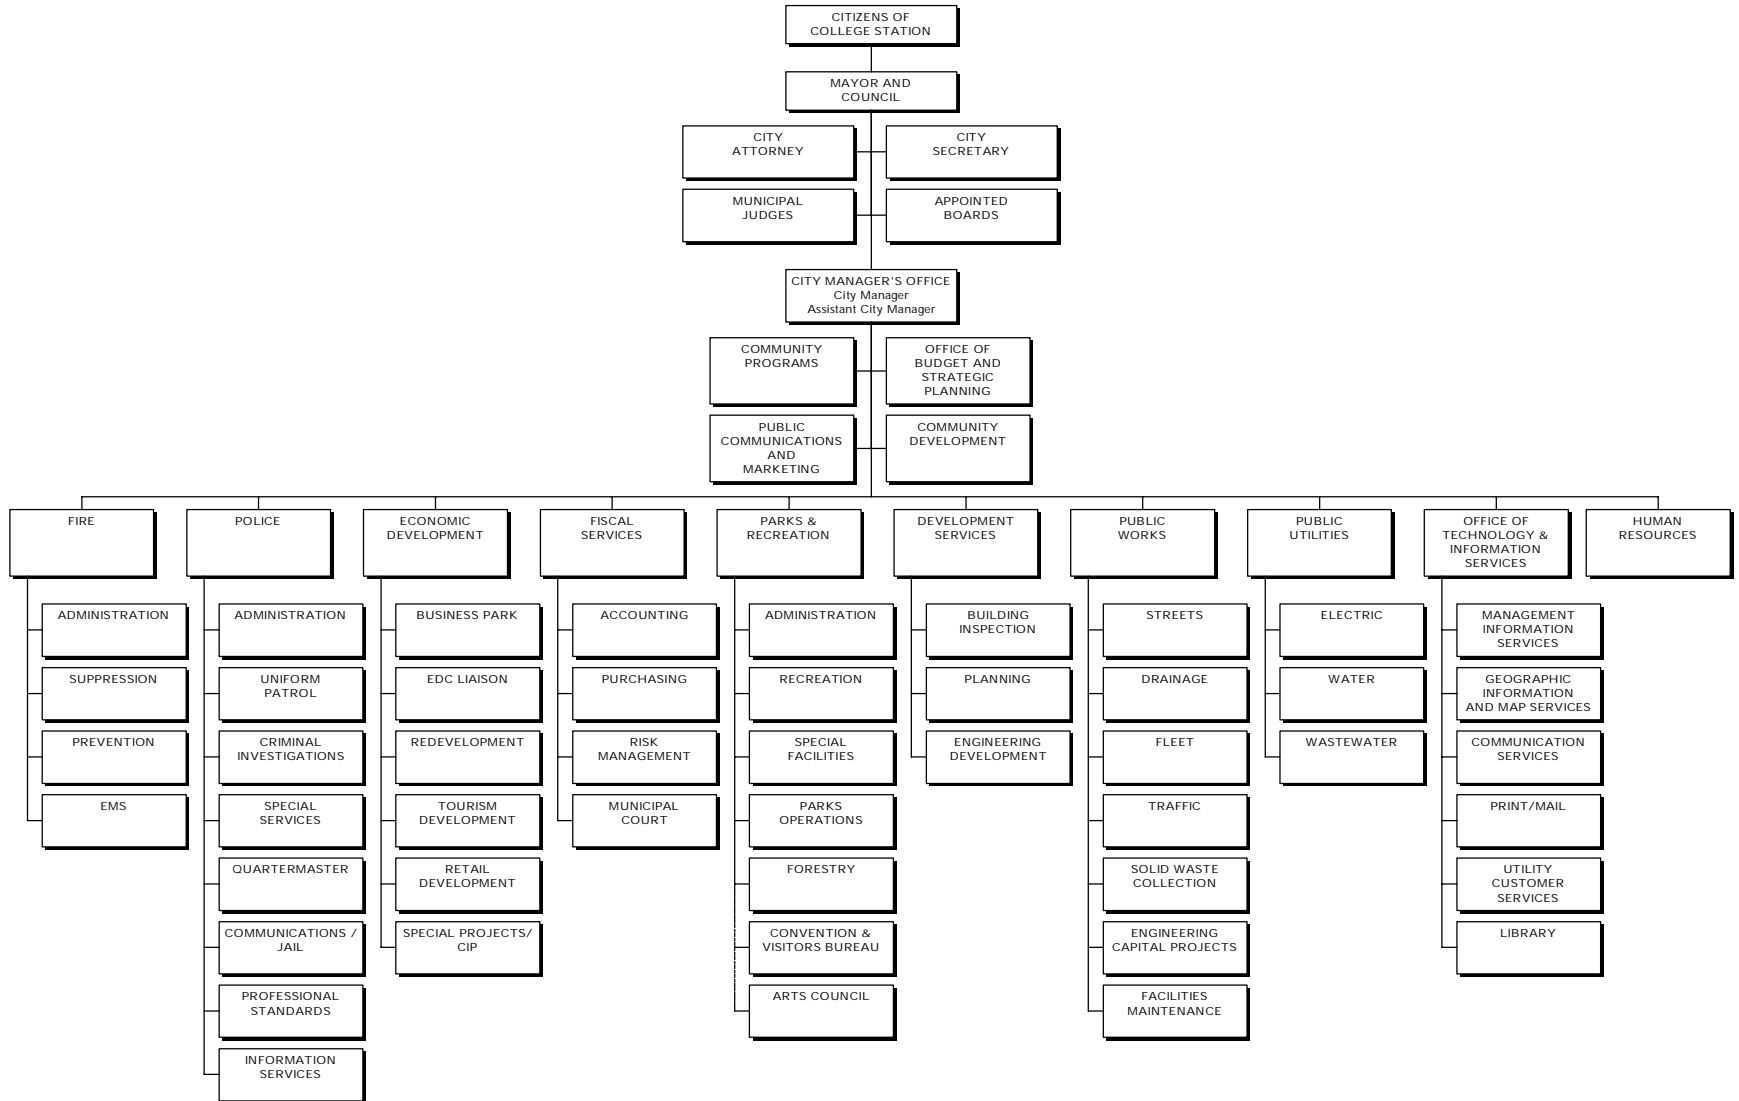 CITIZENS OF
COLLEGE STATION
MAYOR AND
COUNCIL
CITY
ATTORNEY
CITY
SECRETARY
MUNICIPAL
JUDGES
APPOINTED
BOARDS
CITY MANAGER'S OFFICE
City Manager
Assistant City Manager
COMMUNITY
PROGRAMS
OFFICE OF
BUDGET AND
STRATEGIC
PLANNING
PUBLIC
COMMUNICATIONS
AND
MARKETING
COMMUNITY
DEVELOPMENT
FIRE
ADMINISTRATION
SUPPRESSION
PREVENTION
EMS
POLICE
ADMINISTRATION
UNIFORM
PATROL
CRIMINAL
INVESTIGATIONS
SPECIAL
SERVICES
QUARTERMASTER
COMMUNICATIONS /
JAIL
PROFESSIONAL
STANDARDS
INFORMATION
SERVICES
ECONOMIC
DEVELOPMENT
BUSINESS PARK
EDC LIAISON
REDEVELOPMENT
TOURISM
DEVELOPMENT
RETAIL
DEVELOPMENT
SPECIAL PROJECTS/
CIP
FISCAL
SERVICES
ACCOUNTING
PURCHASING
RISK
MANAGEMENT
MUNICIPAL
COURT
PARKS &
RECREATION
ADMINISTRATION
RECREATION
SPECIAL
FACILITIES
PARKS
OPERATIONS
FORESTRY
CONVENTION &
VISITORS BUREAU
ARTS COUNCIL
DEVELOPMENT
SERVICES
BUILDING
INSPECTION
PLANNING
ENGINEERING
DEVELOPMENT
PUBLIC
WORKS
STREETS
DRAINAGE
FLEET
TRAFFIC
SOLID WASTE
COLLECTION
ENGINEERING
CAPITAL PROJECTS
FACILITIES
MAINTENANCE
PUBLIC
UTILITIES
ELECTRIC
WATER
WASTEWATER
OFFICE OF
TECHNOLOGY &
INFORMATION
SERVICES
MANAGEMENT
INFORMATION
SERVICES
GEOGRAPHIC
INFORMATION
AND MAP SERVICES
COMMUNICATION
SERVICES
PRINT/MAIL
UTILITY
CUSTOMER
SERVICES
LIBRARY
HUMAN
RESOURCES